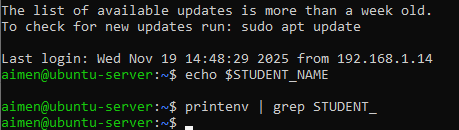 The list of available updates is more than a week old.
To check for new updates run: sudo apt update
Last login: Wed Nov 19 14:48:29 2025 from 192.168.1.14
aimen@ubuntu-server:~$ echo $STUDENT_NAME
aimen@ubuntu-server:~$ printenv | grep STUDENT_
aimen@ubuntu-server:~$